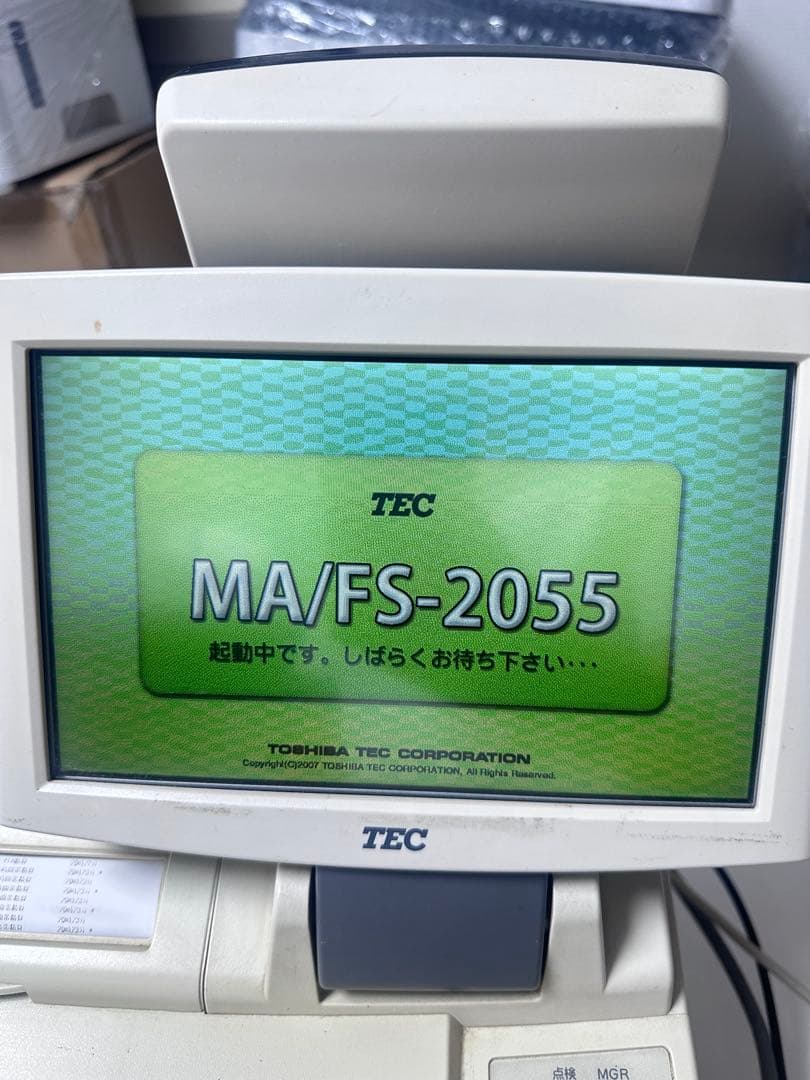 TEC
MA/FS-2055
起動中です。しばらくお待ち下さい・・・
TOSHIBA TEC CORPORATION
Copyright(C)2007 TOSHIBA TEC CORPORATION, All Rights Reserved.
TEC
点検 MGR